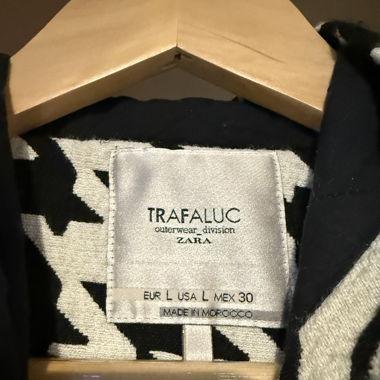 TRAFALUC
outerwear_division
ZARA
EUR L USA L MEX 30
MADE IN MOROCCO